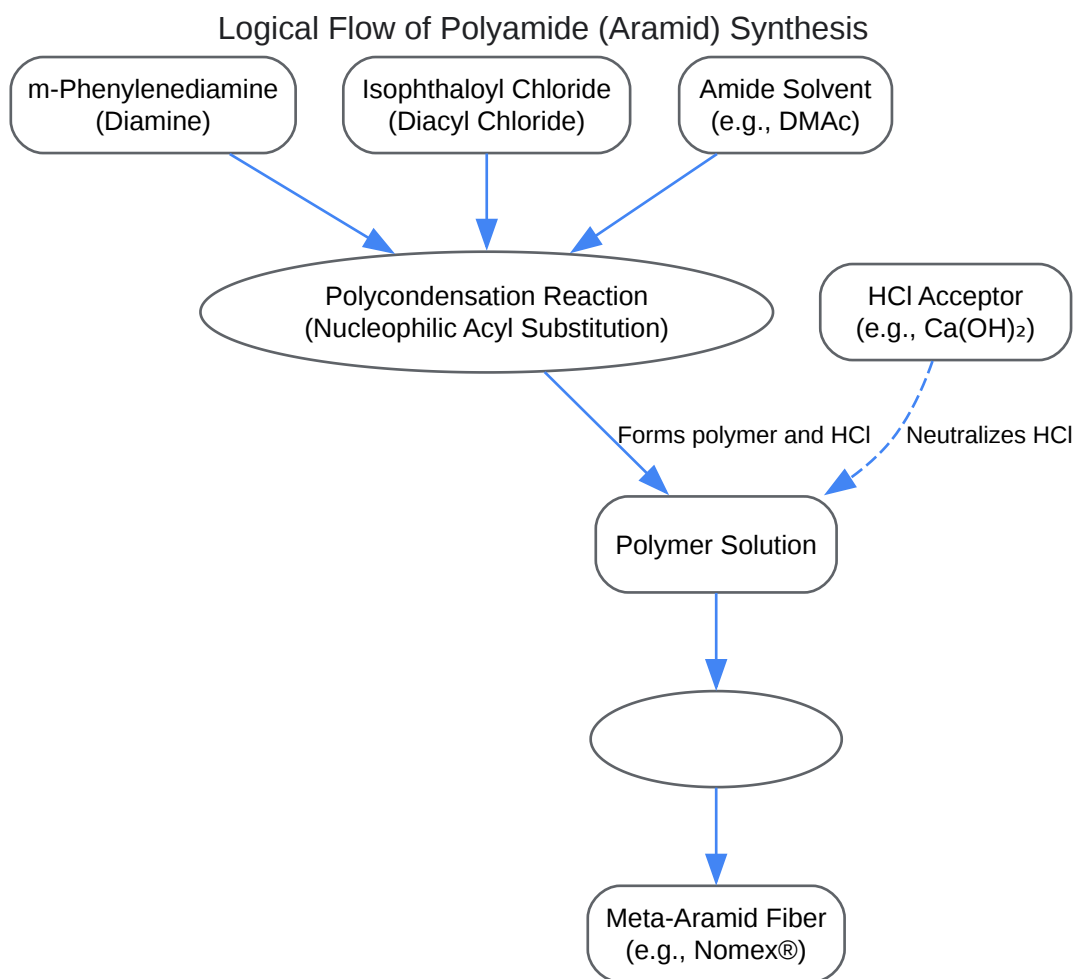 Logical Flow of Polyamide (Aramid) Synthesis
m-Phenylenediamine
(Diamine)
Isophthaloyl Chloride
(Diacyl Chloride)
Amide Solvent
(e.g., DMAc)
Polycondensation Reaction
(Nucleophilic Acyl Substitution)
HCl Acceptor
(e.g., Ca(OH)₂)
Forms polymer and HCl
Neutralizes HCl
Polymer Solution
Meta-Aramid Fiber
(e.g., Nomex®)